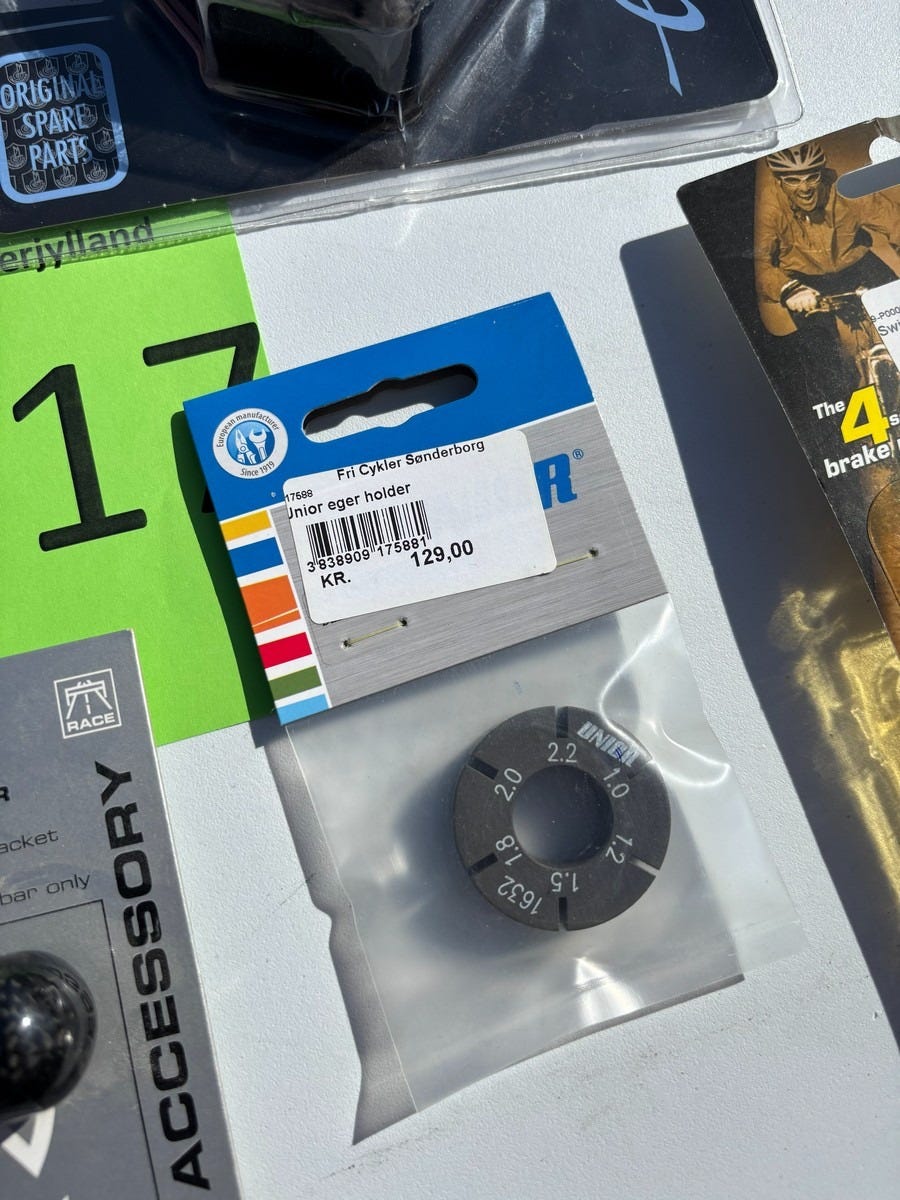 ORIGINAL
SPARE
PARTS
erjylland
17
European manufacturer
Since 1919
Fri Cykler Sønderborg
17588
Unior eger holder
3 838909 175881
KR. 129,00
R®
UNIOR
2.2
1.0
1.2
1.5
1632
1.8
2.0
The 4
brake
RACE
R
acket
bar only
ACCESSORY